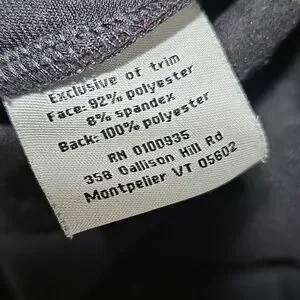 Exclusive of trim
Face: 92% polyester
8% spandex
Back: 100% polyester
RN 0100935
358 Gallison Hill Rd
Montpelier VT 05602